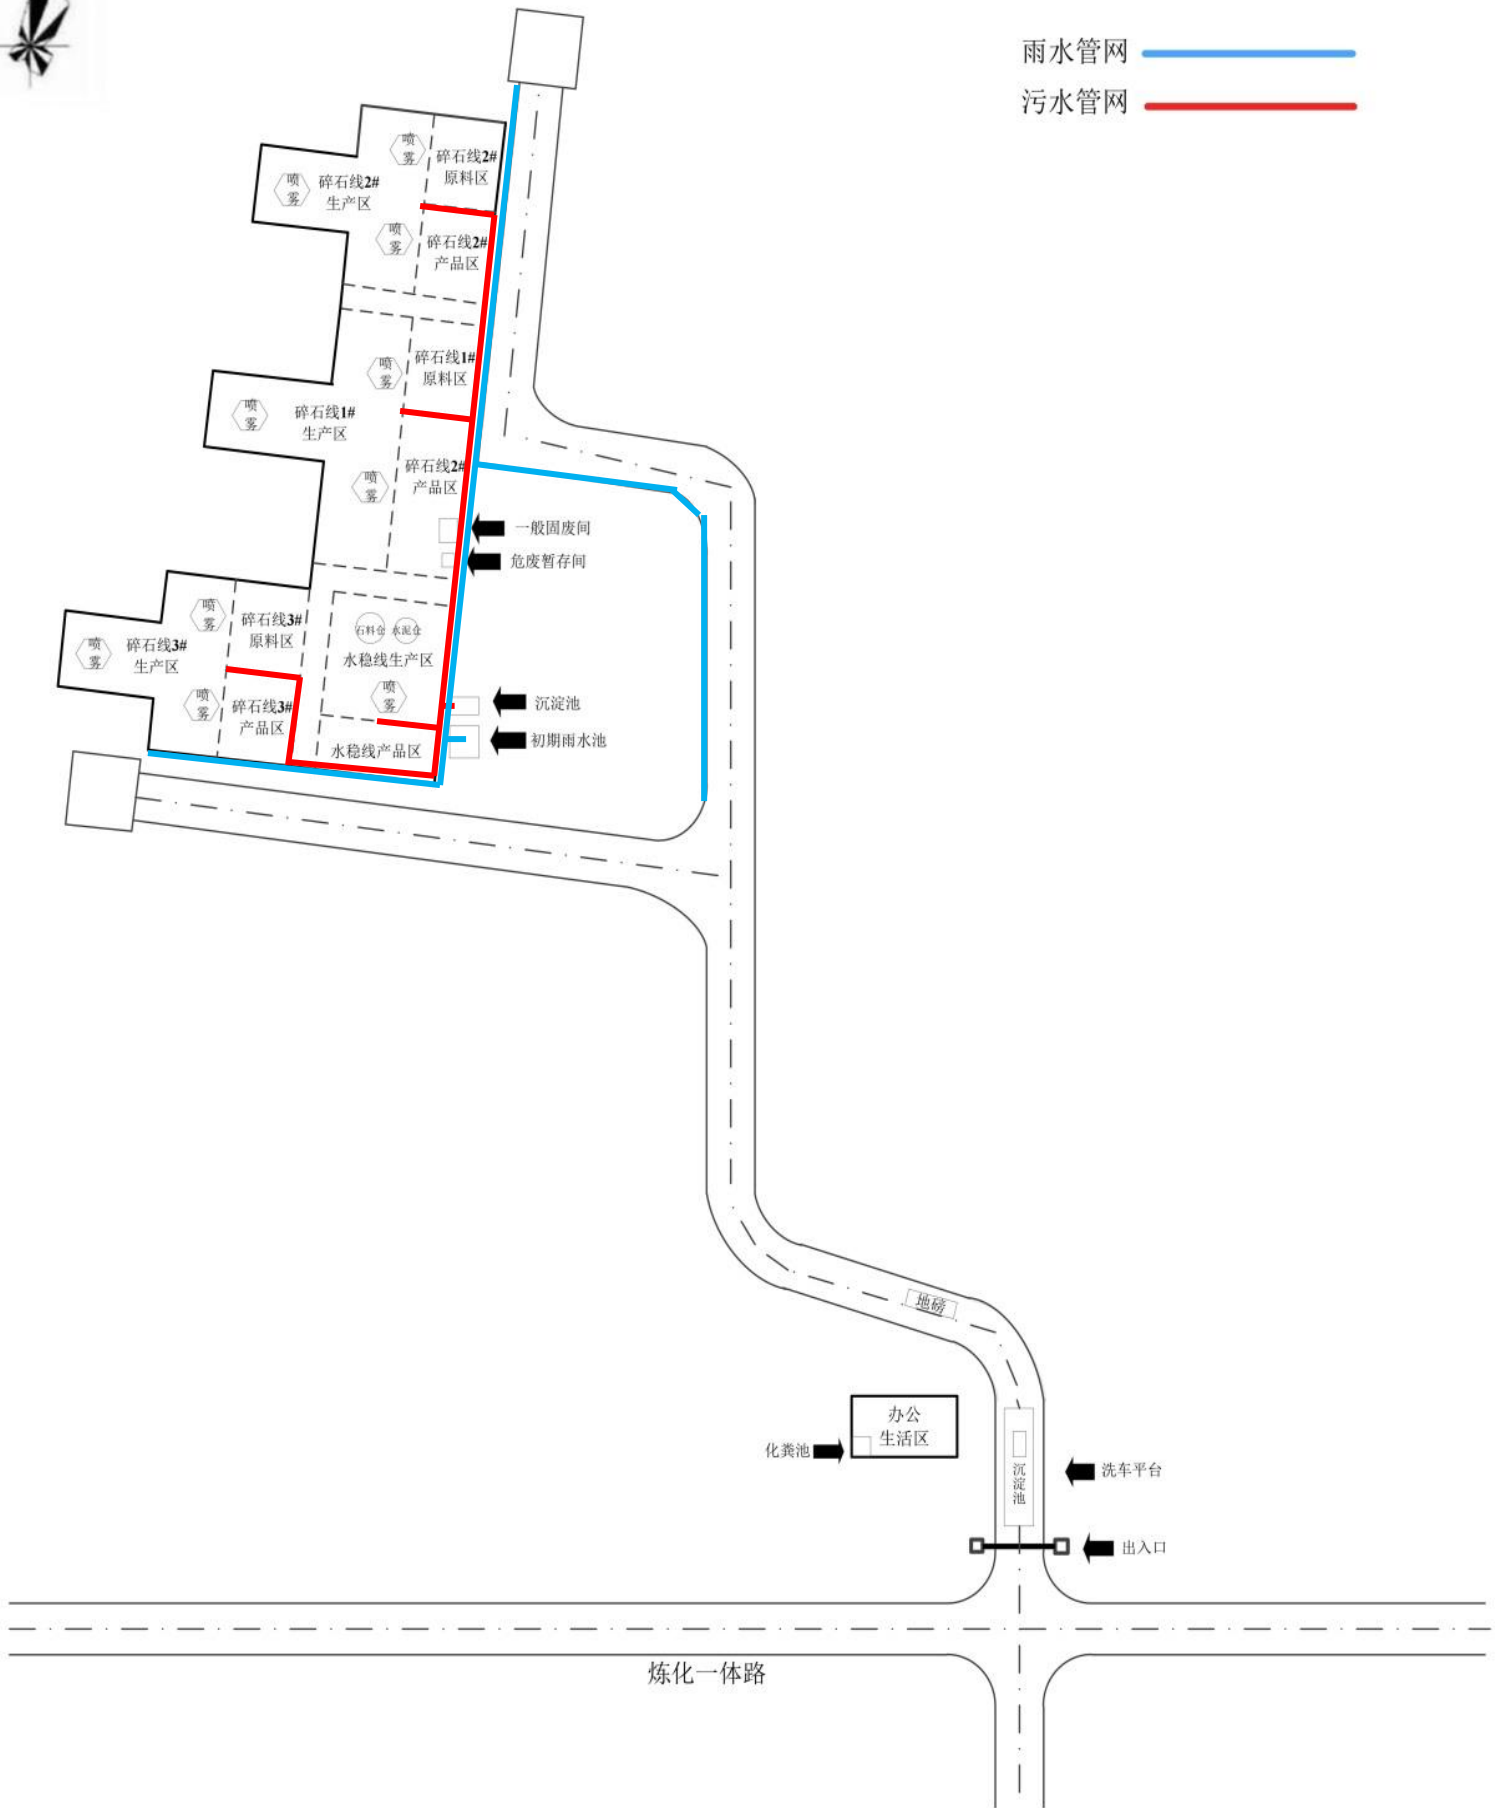 雨水管网
污水管网
喷
雾
碎石线2#
原料区
喷
雾
碎石线2#
生产区
喷
雾
碎石线2#
产品区
喷
雾
碎石线1#
原料区
喷
雾
碎石线1#
生产区
喷
雾
碎石线2#
产品区
一般固废间
危废暂存间
喷
雾
碎石线3#
原料区
石料仓
水泥仓
喷
雾
碎石线3#
生产区
水稳线生产区
喷
雾
碎石线3#
产品区
喷
雾
沉淀池
水稳线产品区
初期雨水池
地磅
办公
生活区
化粪池
沉
淀
池
洗车平台
出入口
炼化一体路